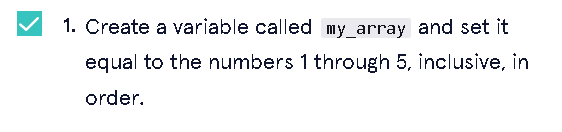 1. Create a variable called my_array and set it
equal to the numbers 1 through 5, inclusive, in
order.